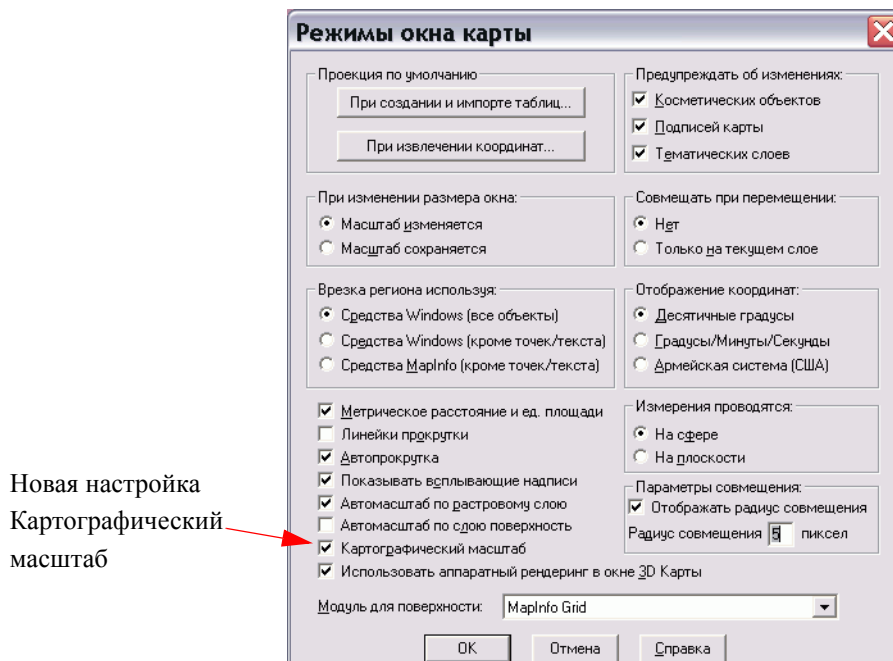 Режимы окна карты
Проекция по умолчанию
При создании и импорте таблиц...
При извлечении координат...
Предупреждать об изменениях:
Косметических объектов
Подписей карты
Тематических слоев
При изменении размера окна:
Масштаб изменяется
Масштаб сохраняется
Совмещать при перемещении:
Нет
Только на текущем слое
Врезка региона используя:
Средства Windows (все объекты)
Средства Windows (кроме точек/текста)
Средства MapInfo (кроме точек/текста)
Отображение координат:
Десятичные градусы
Градусы/Минуты/Секунды
Армейская система (США)
Метрическое расстояние и ед. площади
Линейки прокрутки
Автопрокрутка
Показывать всплывающие надписи
Автомасштаб по растровому слою
Автомасштаб по слою поверхность
Картографический масштаб
Использовать аппаратный рендеринг в окне 3D Карты
Измерения проводятся:
На сфере
На плоскости
Параметры совмещения:
Отображать радиус совмещения
Радиус совмещения 5 пиксел
Модуль для поверхности: MapInfo Grid
OK Отмена Справка
Новая настройка
Картографический
масштаб